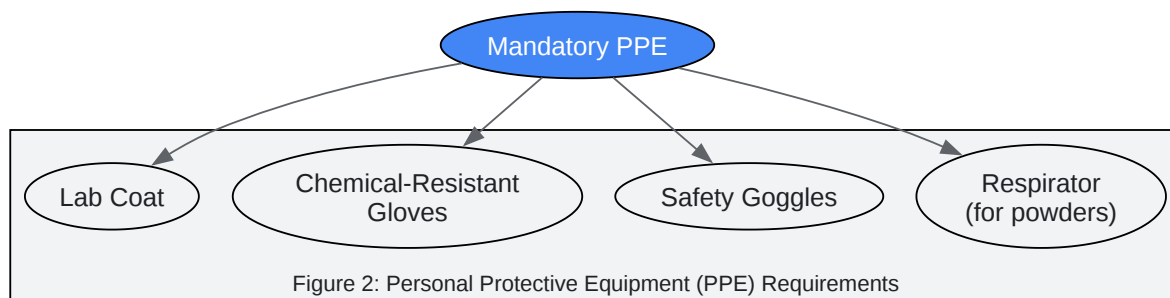 Mandatory PPE
Lab Coat
Chemical-Resistant
Gloves
Safety Goggles
Respirator
(for powders)
Figure 2: Personal Protective Equipment (PPE) Requirements